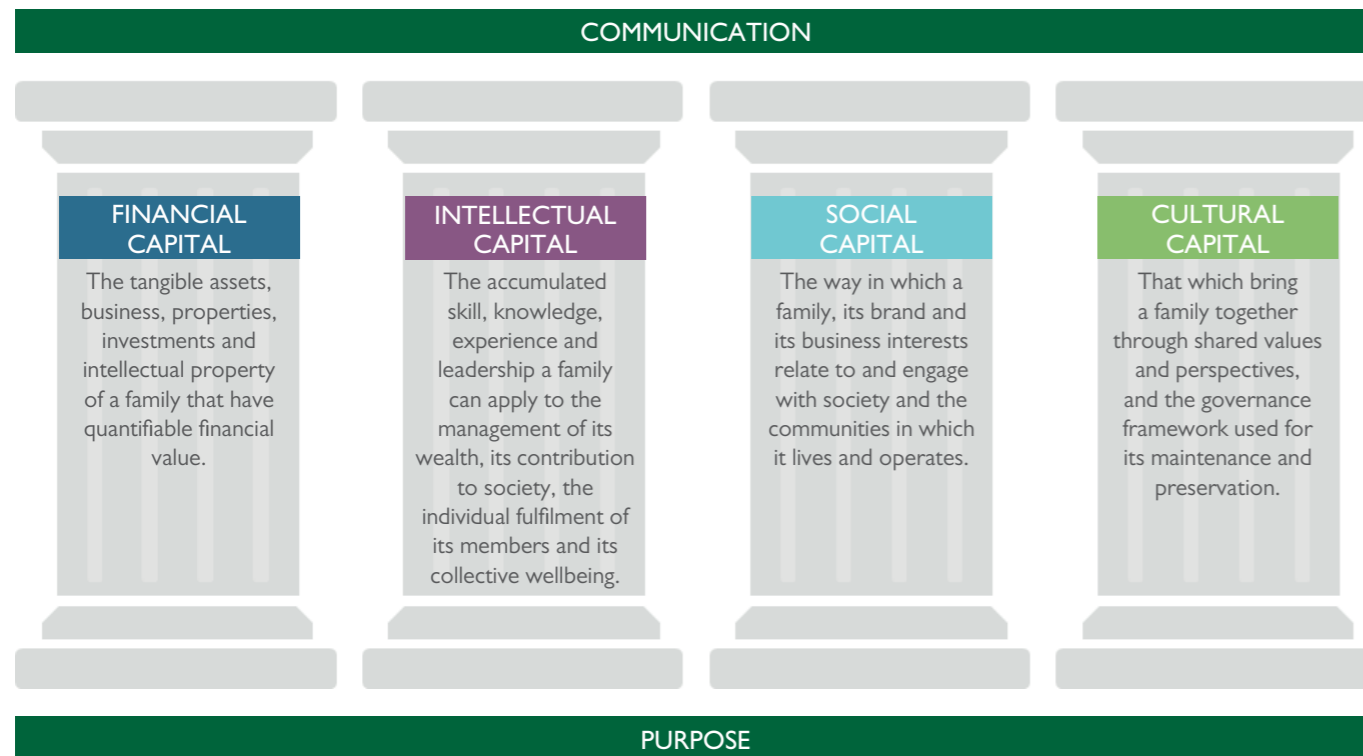 COMMUNICATION
FINANCIAL
CAPITAL
The tangible assets,
business, properties,
investments and
intellectual property
of a family that have
quantifiable financial
value.
INTELLECTUAL
CAPITAL
The accumulated
skill, knowledge,
experience and
leadership a family
can apply to the
management of its
wealth, its contribution
to society, the
individual fulfilment of
its members and its
collective wellbeing.
SOCIAL
CAPITAL
The way in which a
family, its brand and
its business interests
relate to and engage
with society and the
communities in which
it lives and operates.
CULTURAL
CAPITAL
That which bring
a family together
through shared values
and perspectives,
and the governance
framework used for
its maintenance and
preservation.
PURPOSE